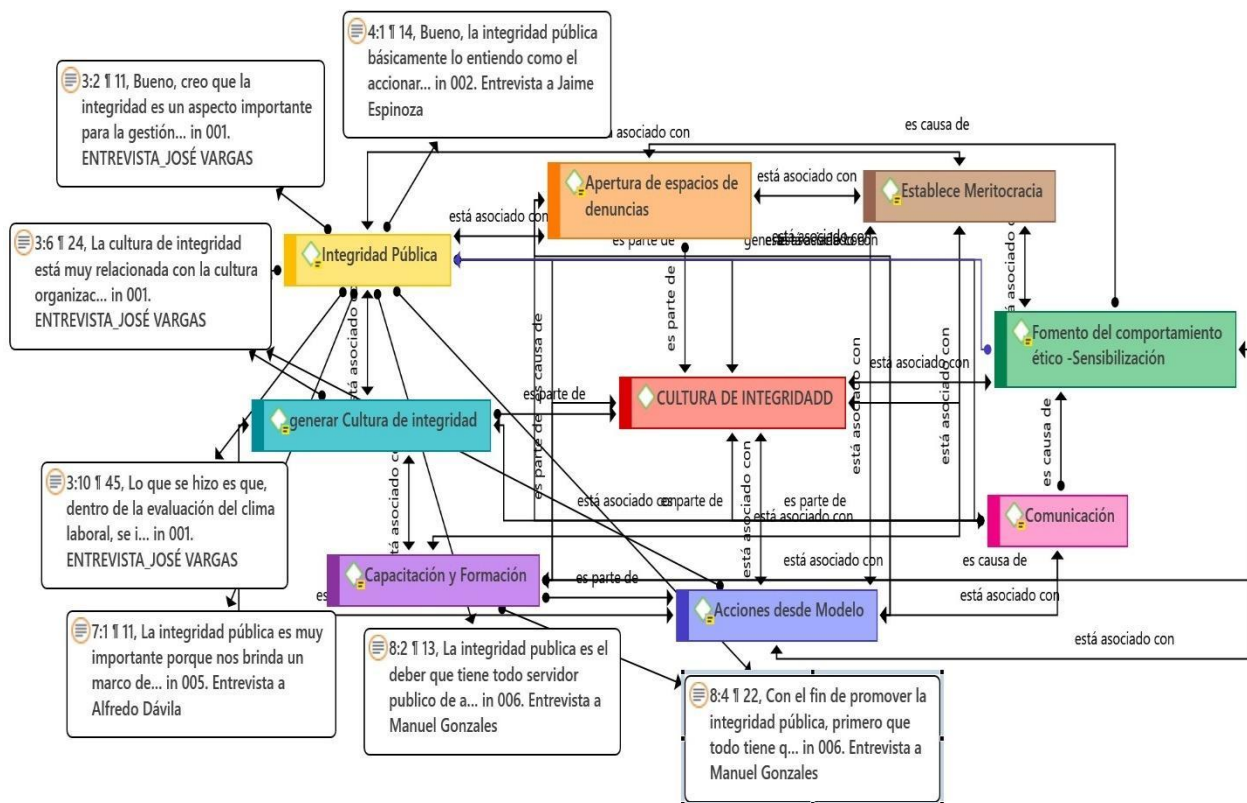 4:1 ¶ 14, Bueno, la integridad pública
básicamente lo entiendo como el
accionar... in 002. Entrevista a Jaime
Espinoza
3:2 ¶ 11, Bueno, creo que la
integridad es un aspecto importante
para la gestión... in 001.
ENTREVISTA_JOSÉ VARGAS
tá asociado con
es causa de
Apertura de espacios de
denuncias
está asociado con
Establece Meritocracia
está asociado con
3:6 ¶ 24, La cultura de integridad
está muy relacionada con la cultura
organizac... in 001.
ENTREVISTA_JOSÉ VARGAS
Integridad Pública
es parte de
está asociado con
es parte de
está asociado con
Fomento del comportamiento
ético -Sensibilización
está asociado con
es parte de
es causa de
está asociado con
está asociado con
CULTURA DE INTEGRIDADD
es parte de
generar Cultura de integridad
es causa de
está asociado con
3:10 ¶ 45, Lo que se hizo es que,
dentro de la evaluación del clima
laboral, se i... in 001.
ENTREVISTA_JOSÉ VARGAS
está asociado con
está asociado con
es parte de
es parte de
está asociado con
está asociado con
Comunicación
Capacitación y Formación
es parte de
está asociado con
es causa de
Acciones desde Modelo
está asociado con
7:1 ¶ 11, La integridad pública es muy
importante porque nos brinda un
marco de... in 005. Entrevista a
Alfredo Dávila
8:2 ¶ 13, La integridad publica es el
deber que tiene todo servidor
publico de a... in 006. Entrevista a
Manuel Gonzales
está asociado con
8:4 ¶ 22, Con el fin de promover la
integridad pública, primero que
todo tiene q... in 006. Entrevista a
Manuel Gonzales